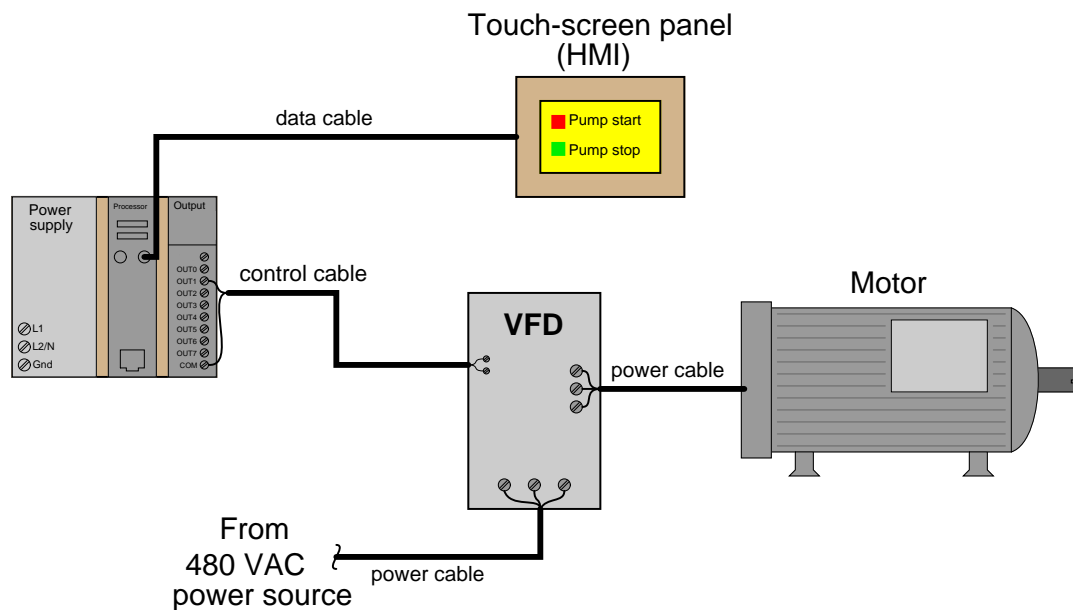 Touch-screen panel
(HMI)
data cable
Pump start
Pump stop
Power
supply
Processor
Output
L1
L2/N
Gnd
OUT0
OUT1
OUT2
OUT3
OUT4
OUT5
OUT6
OUT7
COM
control cable
VFD
Motor
power cable
From
480 VAC
power source
power cable